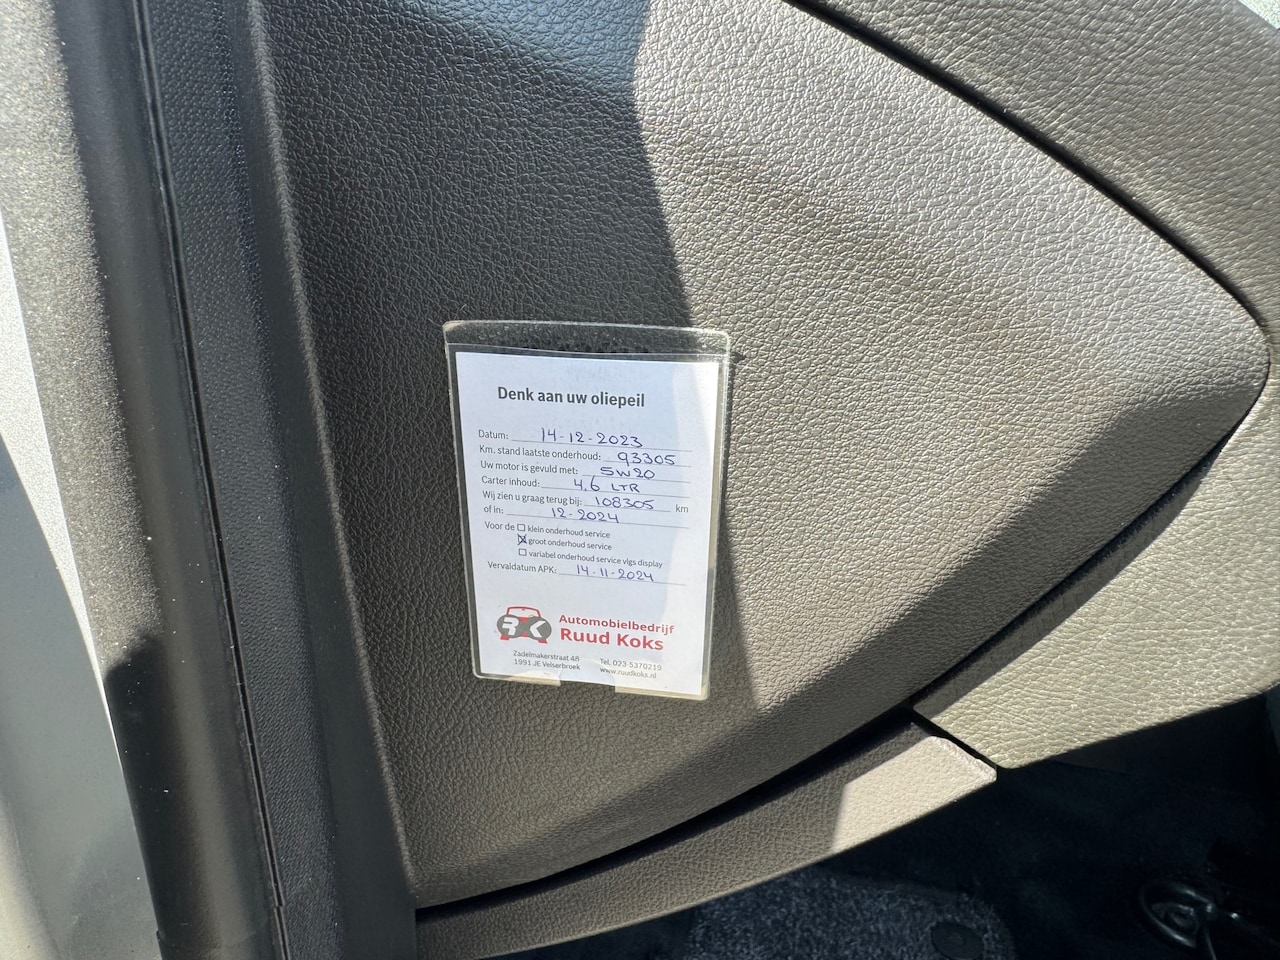 Denk aan uw oliepeil
Datum: 14-12-2023
Km. stand laatste onderhoud: 93305
Uw motor is gevuld met: 5W20
Carter inhoud: 4.6 LTR
Wij zien u graag terug bij: 108305 km
of in: 12-2024
Voor de ☐ klein onderhoud service
☒ groot onderhoud service
☐ variabel onderhoud service vlgs display
Vervaldatum APK: 14-11-2024
RK Automobielbedrijf
Ruud Koks
Zadelmakerstraat 48 Tel. 023 5370219
1991 JE Velserbroek www.ruudkoks.nl